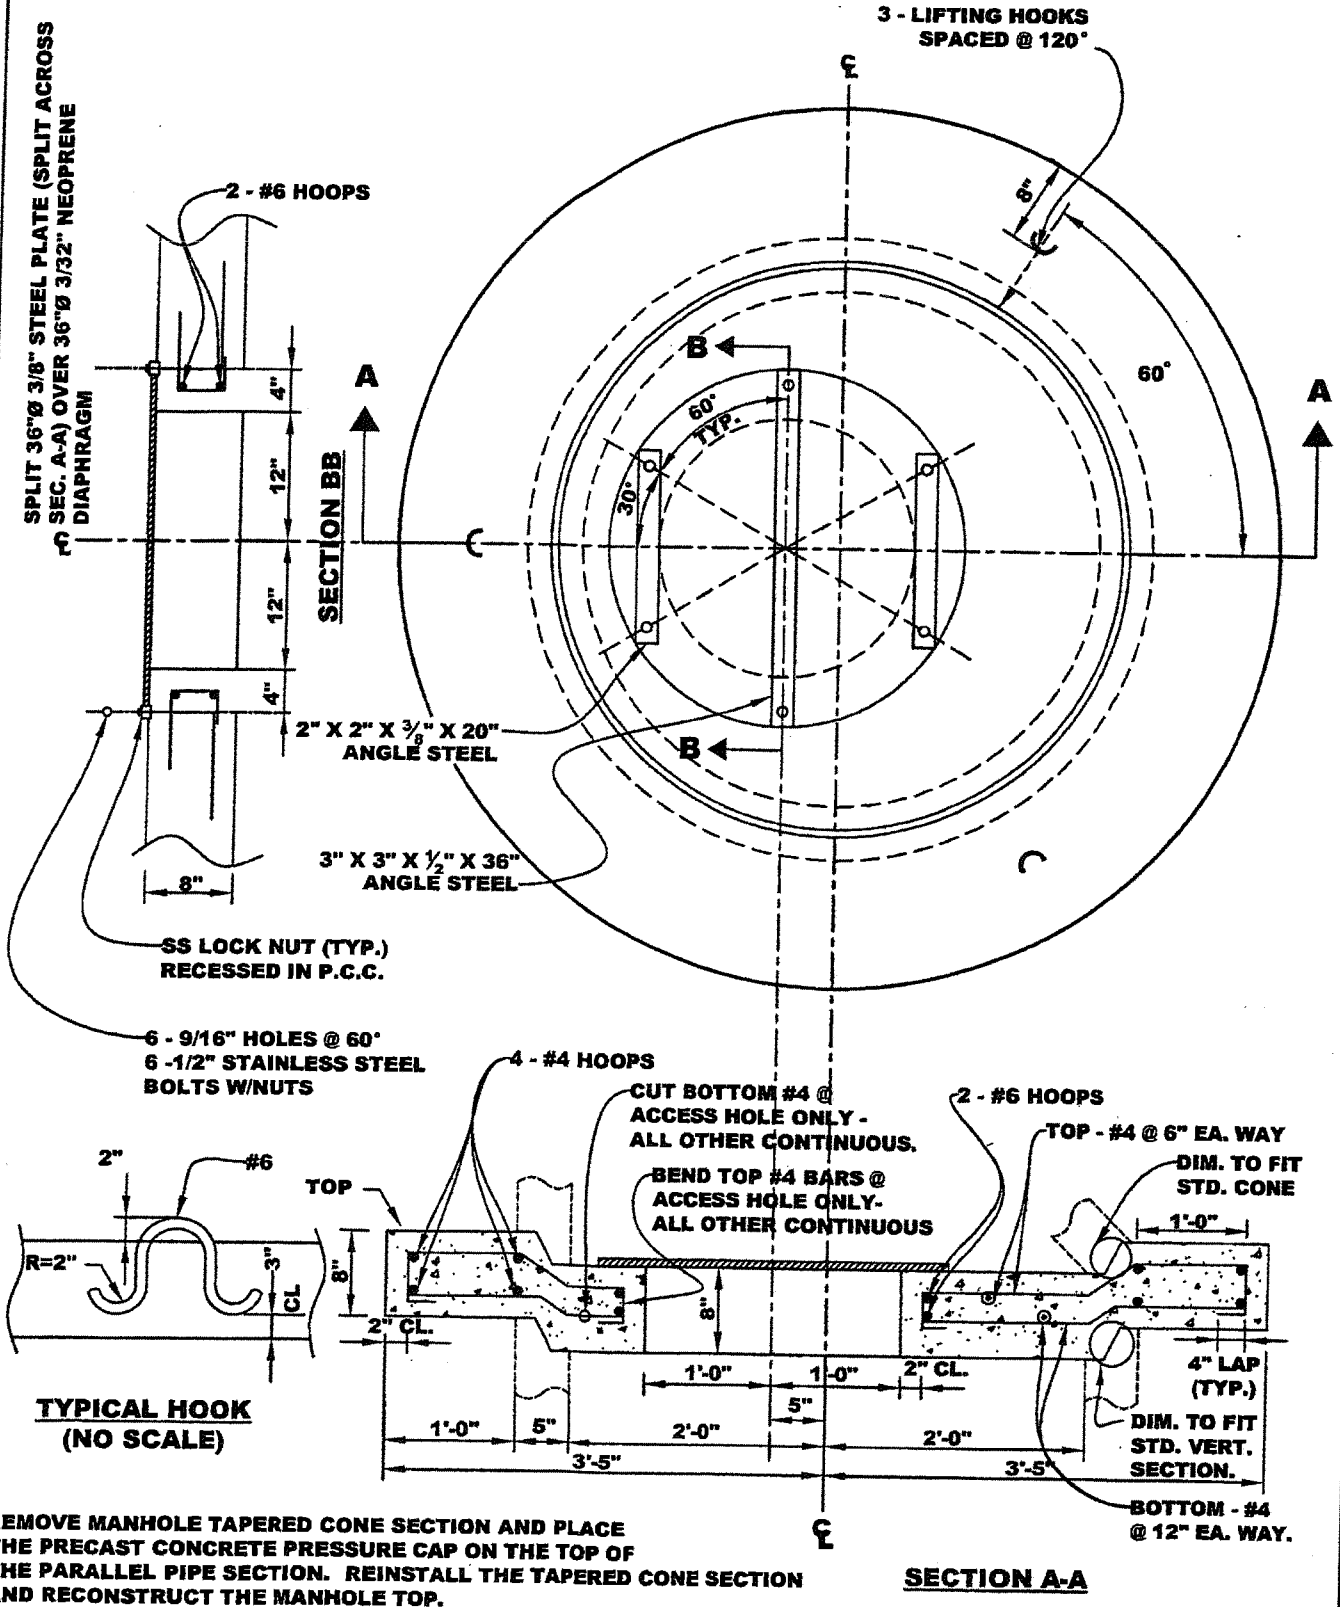 3 - LIFTING HOOKS
SPACED @ 120°
℄
SPLIT 36"Ø 3/8" STEEL PLATE (SPLIT ACROSS
SEC. A-A) OVER 36"Ø 3/32" NEOPRENE
DIAPHRAGM
2 - #6 HOOPS
8"
60°
A
A
B
60°
TYP.
30°
4"
12"
℄
SECTION BB
12"
4"
2" X 2" X 3/8" X 20"
ANGLE STEEL
B
3" X 3" X 1/2" X 36"
ANGLE STEEL
8"
SS LOCK NUT (TYP.)
RECESSED IN P.C.C.
6 - 9/16" HOLES @ 60°
6 -1/2" STAINLESS STEEL
BOLTS W/NUTS
4 - #4 HOOPS
CUT BOTTOM #4 @
ACCESS HOLE ONLY -
ALL OTHER CONTINUOUS.
2 - #6 HOOPS
TOP - #4 @ 6" EA. WAY
DIM. TO FIT
STD. CONE
BEND TOP #4 BARS @
ACCESS HOLE ONLY-
ALL OTHER CONTINUOUS
2"
#6
TOP
1'-0"
R=2"
3"
CL
8"
8"
2" CL.
1'-0"
1'-0"
2" CL.
4" LAP
(TYP.)
5"
TYPICAL HOOK
(NO SCALE)
1'-0"
5"
2'-0"
2'-0"
DIM. TO FIT
STD. VERT.
SECTION.
3'-5"
3'-5"
BOTTOM - #4
@ 12" EA. WAY.
℄
EMOVE MANHOLE TAPERED CONE SECTION AND PLACE
HE PRECAST CONCRETE PRESSURE CAP ON THE TOP OF
HE PARALLEL PIPE SECTION. REINSTALL THE TAPERED CONE SECTION
ND RECONSTRUCT THE MANHOLE TOP.
SECTION A-A